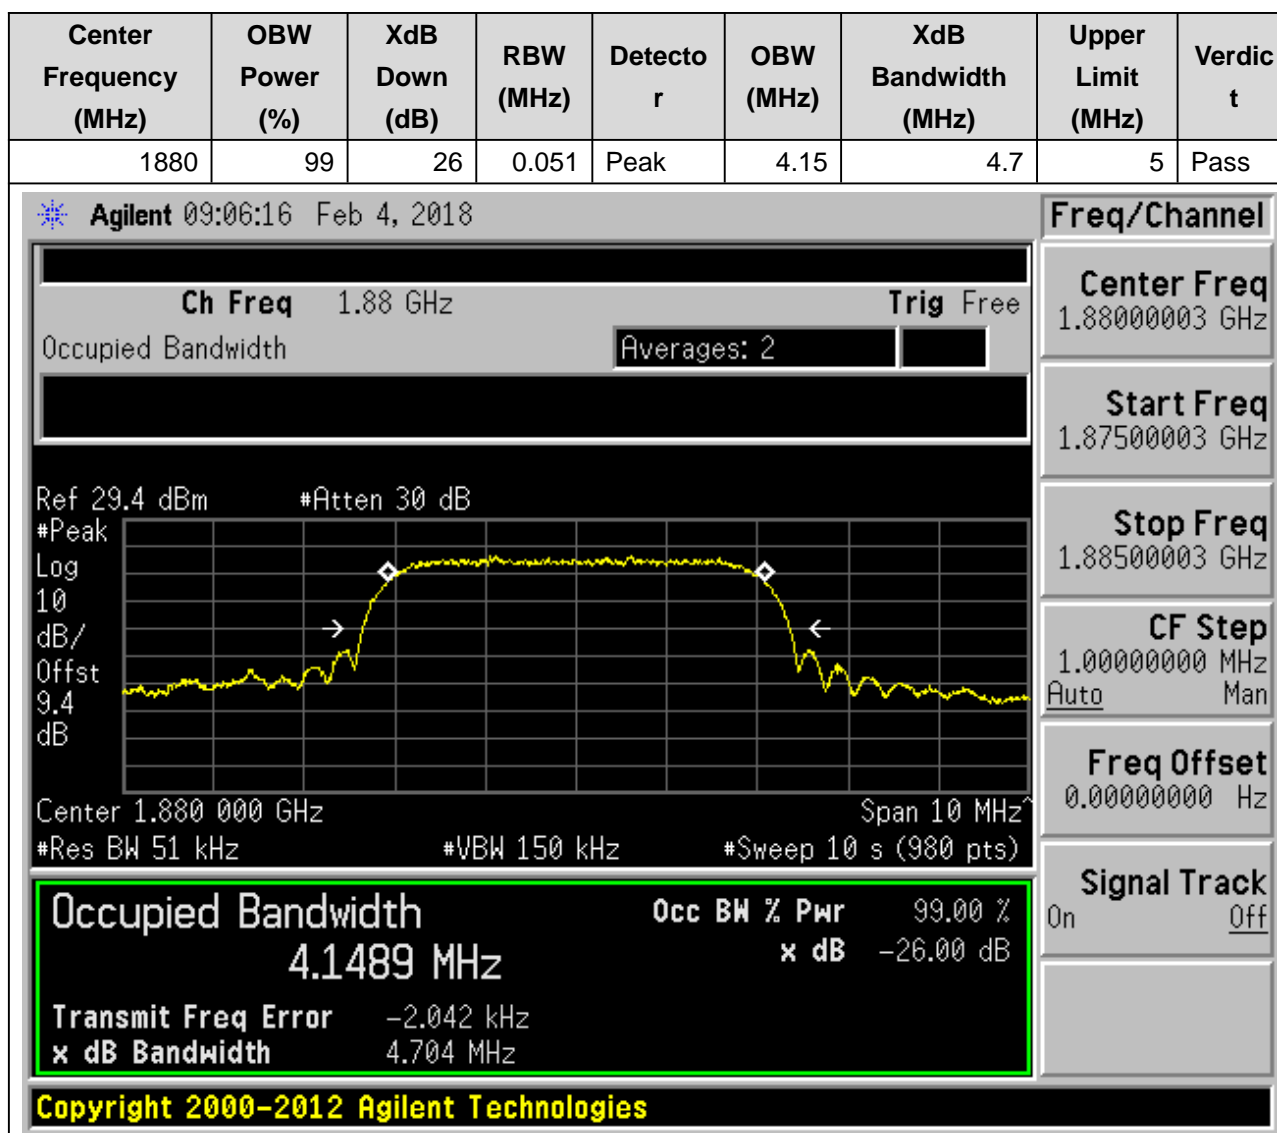 Center Frequency (MHz) OBW Power (%) XdB Down (dB) RBW (MHz) Detector OBW (MHz) XdB Bandwidth (MHz) Upper Limit (MHz) Verdict
1880 99 26 0.051 Peak 4.15 4.7 5 Pass
Agilent 09:06:16 Feb 4, 2018
Freq/Channel
Ch Freq 1.88 GHz Trig Free
Occupied Bandwidth Averages: 2
Center Freq
1.88000003 GHz
Start Freq
1.87500003 GHz
Stop Freq
1.88500003 GHz
CF Step
1.00000000 MHz
Auto Man
Freq Offset
0.00000000 Hz
Signal Track
On Off
Ref 29.4 dBm #Atten 30 dB
#Peak
Log
10
dB/
Offst
9.4
dB
Center 1.880 000 GHz Span 10 MHz^
#Res BW 51 kHz #VBW 150 kHz #Sweep 10 s (980 pts)
Occupied Bandwidth Occ BW % Pwr 99.00 %
4.1489 MHz x dB -26.00 dB
Transmit Freq Error -2.042 kHz
x dB Bandwidth 4.704 MHz
Copyright 2000-2012 Agilent Technologies